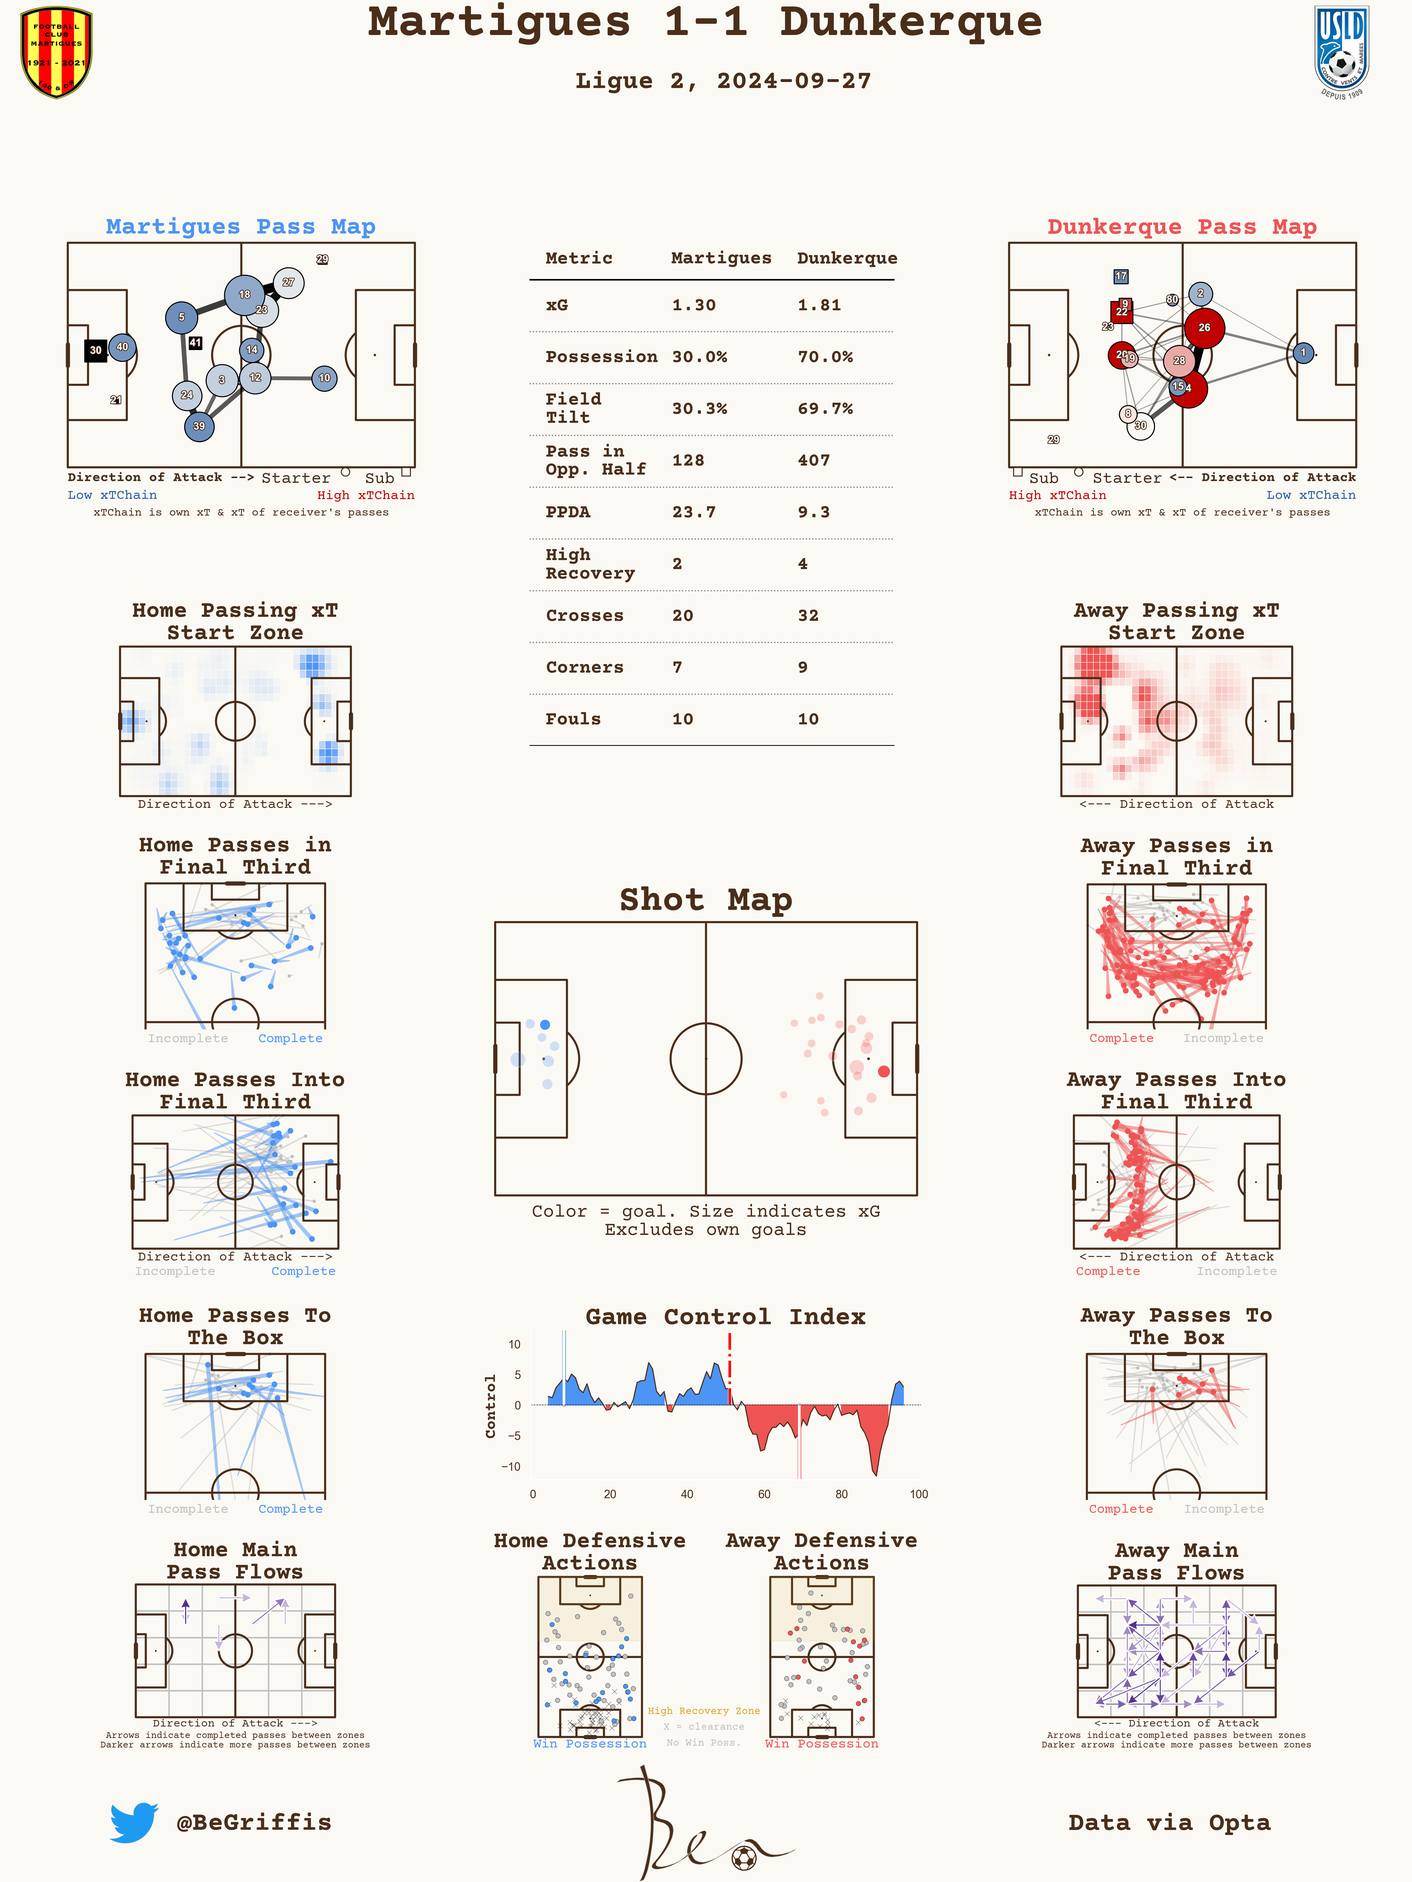 Martigues 1-1 Dunkerque
Ligue 2, 2024-09-27
FOOTBALL
CLUB
MARTIGUES
1921 - 2021
USLD
CONTRE VENTS ET MARÉES
DEPUIS 1909
Martigues Pass Map
29
27
18
23
5
41
14
30
40
3
12
10
24
21
39
Direction of Attack --> Starter Sub
Low xTChain High xTChain
xTChain is own xT & xT of receiver's passes
Metric Martigues Dunkerque
xG 1.30 1.81
Possession 30.0% 70.0%
Field
Tilt 30.3% 69.7%
Pass in
Opp. Half 128 407
PPDA 23.7 9.3
High
Recovery 2 4
Crosses 20 32
Corners 7 9
Fouls 10 10
Dunkerque Pass Map
17
2
80
9
22
23
26
20
19
28
1
15
4
8
30
29
Sub Starter <-- Direction of Attack
High xTChain Low xTChain
xTChain is own xT & xT of receiver's passes
Home Passing xT
Start Zone
Direction of Attack --->
Away Passing xT
Start Zone
<--- Direction of Attack
Home Passes in
Final Third
Incomplete Complete
Away Passes in
Final Third
Complete Incomplete
Shot Map
Color = goal. Size indicates xG
Excludes own goals
Home Passes Into
Final Third
Direction of Attack --->
Incomplete Complete
Away Passes Into
Final Third
<--- Direction of Attack
Complete Incomplete
Home Passes To
The Box
Incomplete Complete
Game Control Index
Control
10
5
0
−5
−10
0 20 40 60 80 100
Away Passes To
The Box
Complete Incomplete
Home Main
Pass Flows
Direction of Attack --->
Arrows indicate completed passes between zones
Darker arrows indicate more passes between zones
Home Defensive
Actions
Win Possession
Away Defensive
Actions
Win Possession
High Recovery Zone
X = clearance
No Win Poss.
Away Main
Pass Flows
<--- Direction of Attack
Arrows indicate completed passes between zones
Darker arrows indicate more passes between zones
@BeGriffis
Ben
Data via Opta